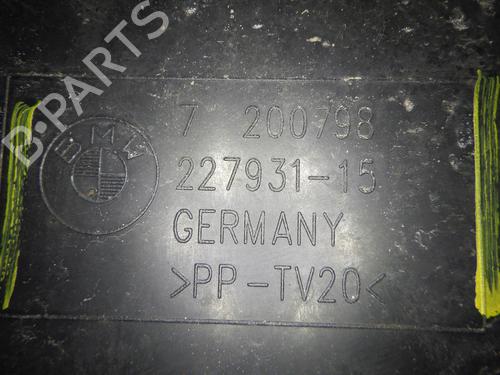 B-PARTS
BMW
7 200798
227931-15
GERMANY
>PP-TV20<